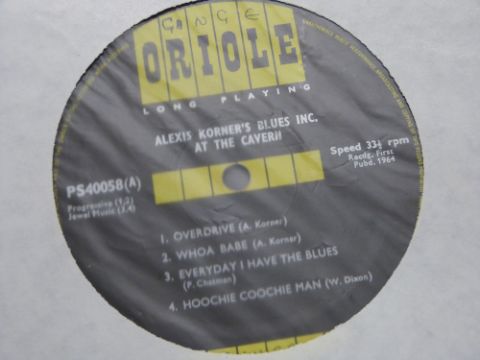 ORIOLE
LONG PLAYING
ALEXIS KORNER'S BLUES INC.
AT THE CAVERN
Speed 33⅓ rpm
Recdg. First
Pubd. 1964
PS40058(A)
Progressive (1,2)
Jewel Music (3,4)
1. OVERDRIVE (A. Korner)
2. WHOA BABE (A. Korner)
3. EVERYDAY I HAVE THE BLUES
(P. Chatman)
4. HOOCHIE COOCHIE MAN (W. Dixon)